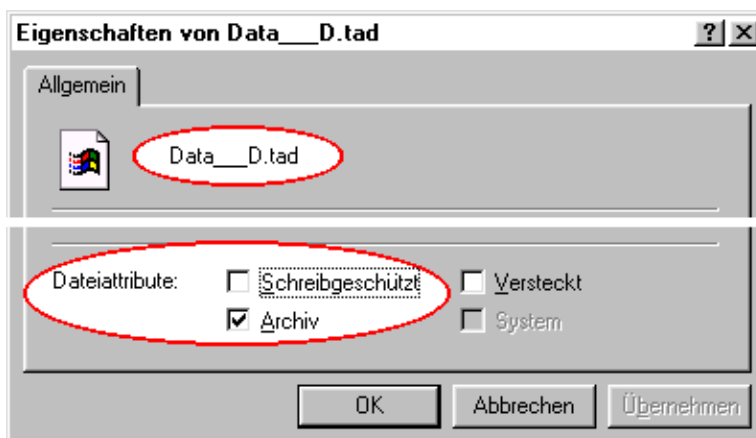 Eigenschaften von Data___D.tad
Allgemein
Data___D.tad
Dateiattribute: Schreibgeschützt Versteckt
Archiv System
OK Abbrechen Übernehmen